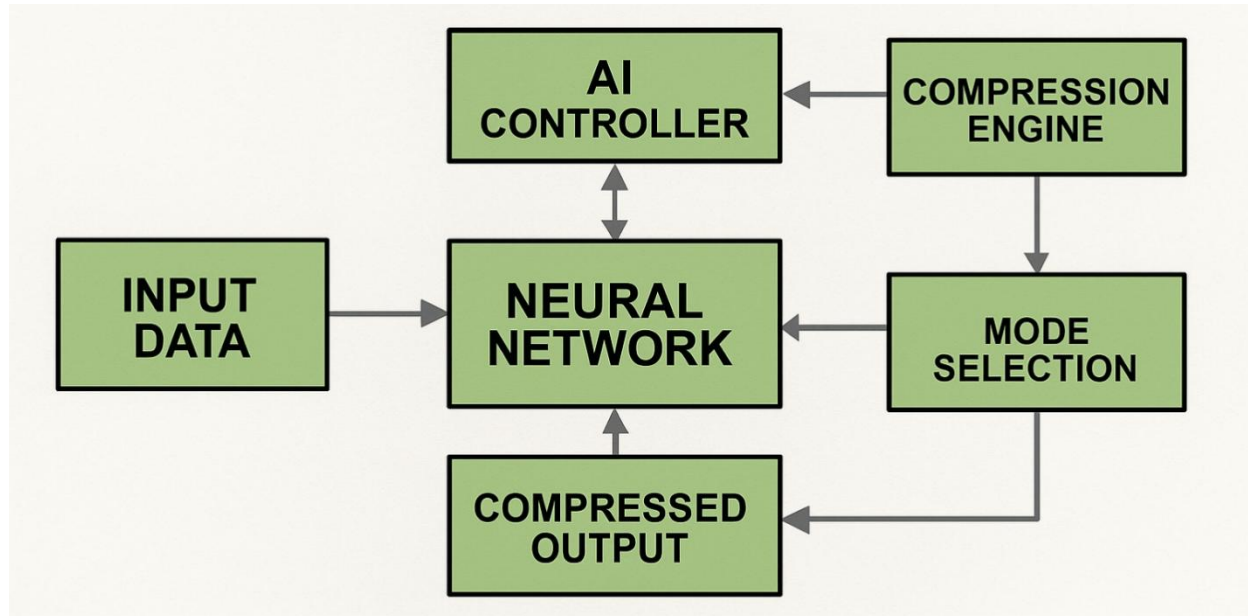 AI
CONTROLLER
COMPRESSION
ENGINE
INPUT
DATA
NEURAL
NETWORK
MODE
SELECTION
COMPRESSED
OUTPUT